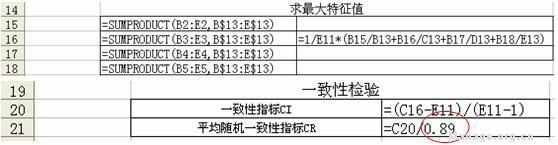 14 求最大特征值
15 =SUMPRODUCT(B2:E2,B$13:E$13)
16 =SUMPRODUCT(B3:E3,B$13:E$13) =1/E11*(B15/B13+B16/C13+B17/D13+B18/E13)
17 =SUMPRODUCT(B4:E4,B$13:E$13)
18 =SUMPRODUCT(B5:E5,B$13:E$13)
19 一致性检验
20 一致性指标CI =(C16-E11)/(E11-1)
21 平均随机一致性指标CR =C20/0.89